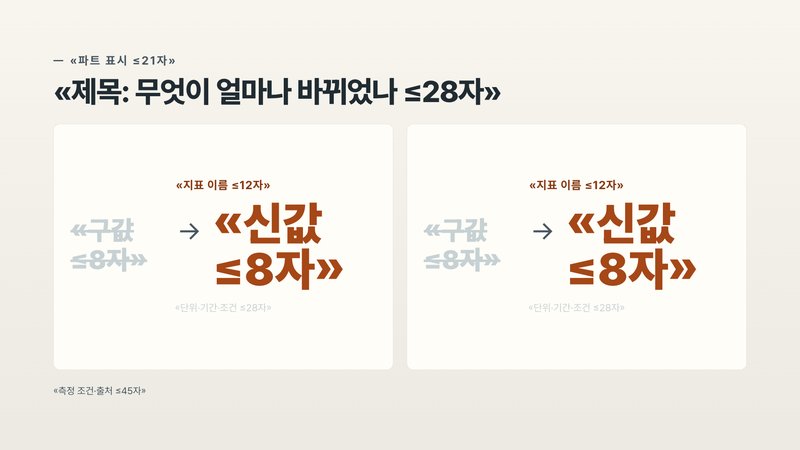 — «파트 표시 ≤21자»
«제목: 무엇이 얼마나 바뀌었나 ≤28자»
«지표 이름 ≤12자»
«구값
≤8자»
→
«신값
≤8자»
«단위·기간·조건 ≤28자»
«지표 이름 ≤12자»
«구값
≤8자»
→
«신값
≤8자»
«단위·기간·조건 ≤28자»
«측정 조건·출처 ≤45자»